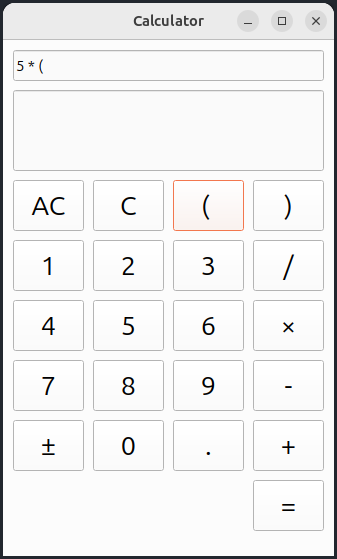 Calculator
5 * (
AC C ( )
1 2 3 /
4 5 6 ×
7 8 9 -
± 0 . +
=